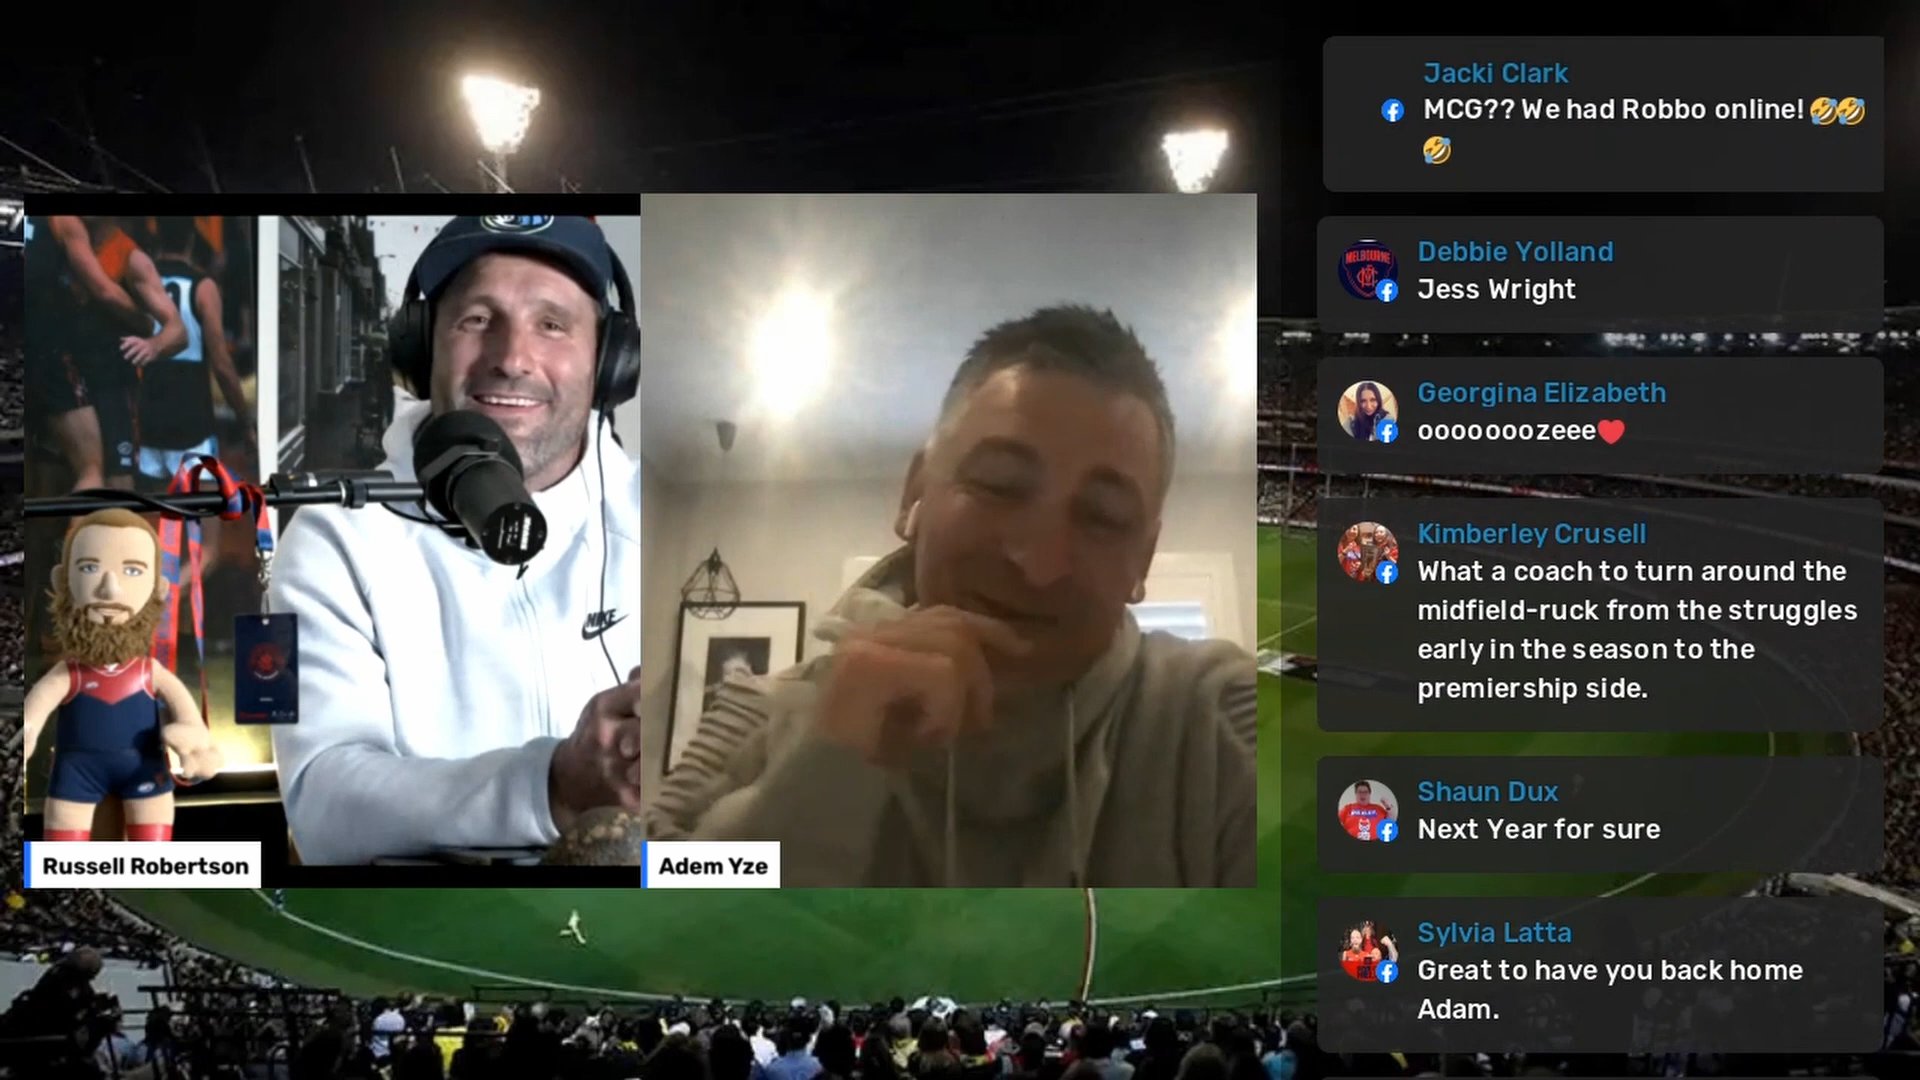 Jacki Clark
MCG?? We had Robbo online! 🤣🤣
🤣
Debbie Yolland
MELBOURNE
Jess Wright
Georgina Elizabeth
ooooooozeee❤️
Kimberley Crusell
What a coach to turn around the
midfield-ruck from the struggles
early in the season to the
premiership side.
Shaun Dux
Next Year for sure
Sylvia Latta
Great to have you back home
Adam.
NIKE
Russell Robertson
Adem Yze